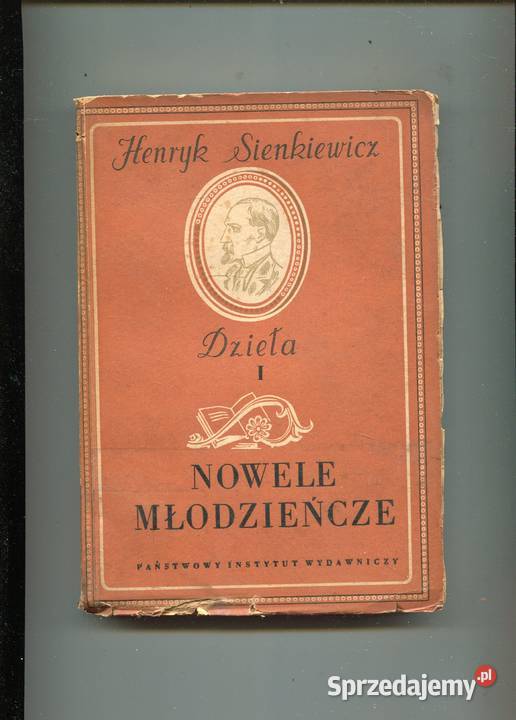 Henryk Sienkiewicz
Dzieła
I
NOWELE
MŁODZIEŃCZE
PAŃSTWOWY INSTYTUT WYDAWNICZY
Sprzedajemy.pl